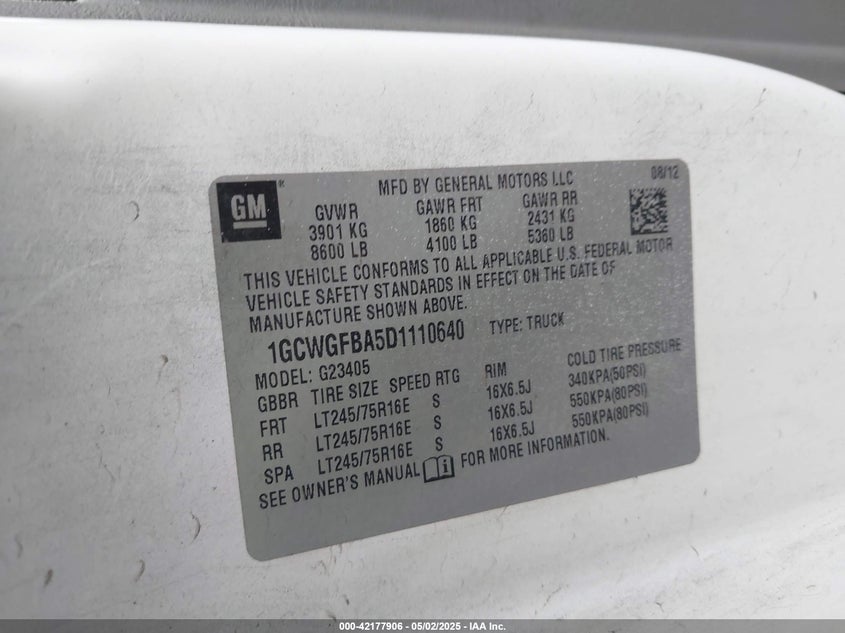 GM
®
MFD BY GENERAL MOTORS LLC
08/12
GVWR GAWR FRT GAWR RR
3901 KG 1860 KG 2431 KG
8600 LB 4100 LB 5360 LB
THIS VEHICLE CONFORMS TO ALL APPLICABLE U.S. FEDERAL MOTOR
VEHICLE SAFETY STANDARDS IN EFFECT ON THE DATE OF
MANUFACTURE SHOWN ABOVE.
1GCWGFBA5D1110640 TYPE: TRUCK
MODEL: G23405
GBBR TIRE SIZE SPEED RTG RIM COLD TIRE PRESSURE
FRT LT245/75R16E S 16X6.5J 340KPA(50PSI)
RR LT245/75R16E S 16X6.5J 550KPA(80PSI)
SPA LT245/75R16E S 16X6.5J 550KPA(80PSI)
SEE OWNER'S MANUAL FOR MORE INFORMATION.
000-42177906 - 05/02/2025 - IAA Inc.